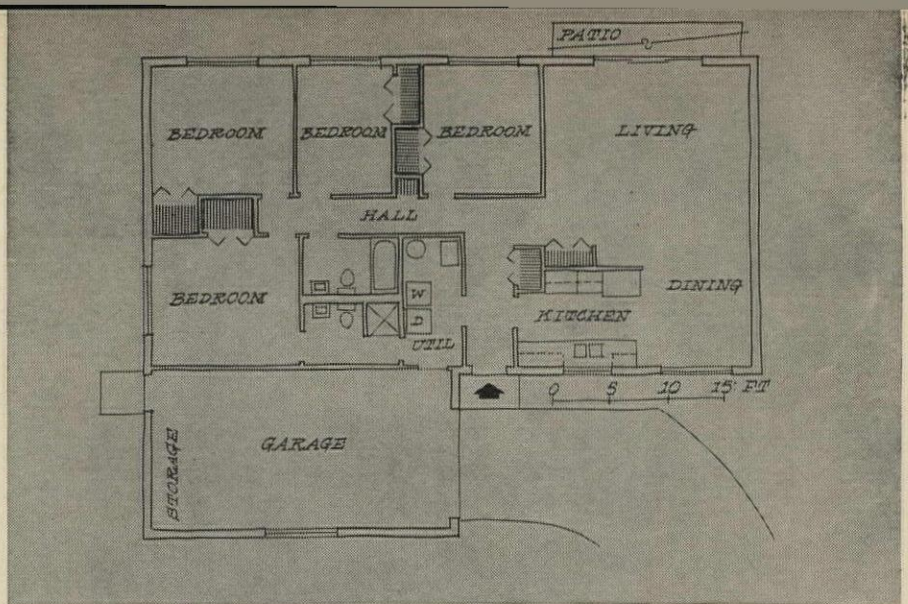 PATIO
BEDROOM
BEDROOM
BEDROOM
LIVING
HALL
BEDROOM
W
DINING
KITCHEN
D
UTIL
0 5 10 15 FT
GARAGE
STORAGE